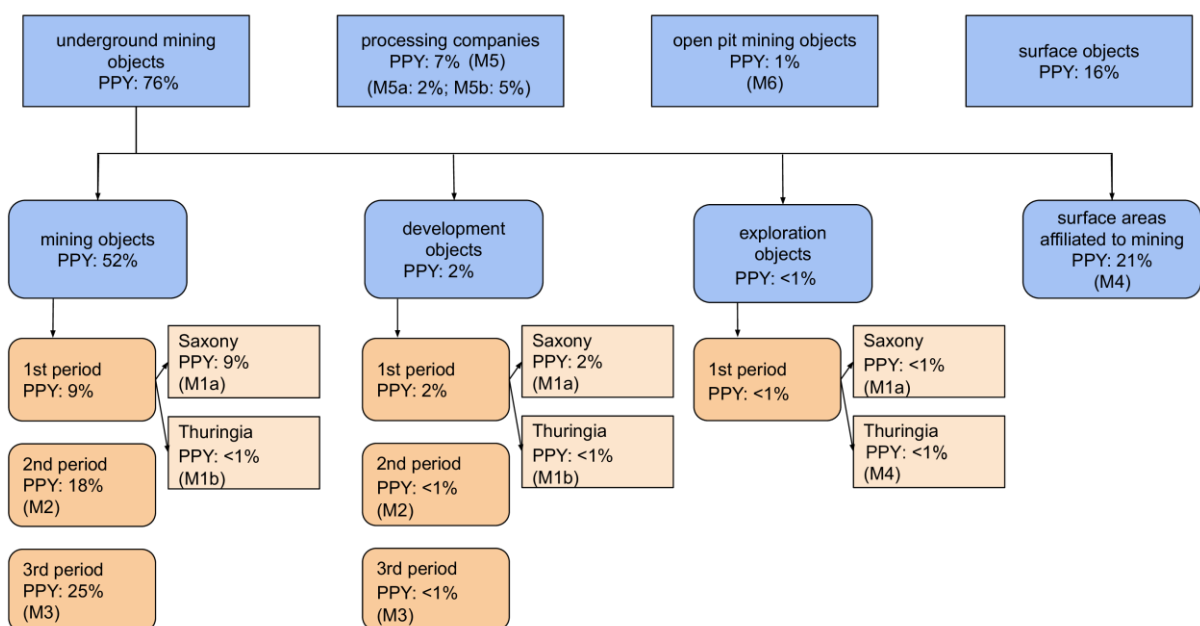 underground mining
objects
PPY: 76%
processing companies
PPY: 7% (M5)
(M5a: 2%; M5b: 5%)
open pit mining objects
PPY: 1%
(M6)
surface objects
PPY: 16%
mining objects
PPY: 52%
development
objects
PPY: 2%
exploration
objects
PPY: <1%
surface areas
affiliated to mining
PPY: 21%
(M4)
1st period
PPY: 9%
Saxony
PPY: 9%
(M1a)
Thuringia
PPY: <1%
(M1b)
2nd period
PPY: 18%
(M2)
3rd period
PPY: 25%
(M3)
1st period
PPY: 2%
Saxony
PPY: 2%
(M1a)
Thuringia
PPY: <1%
(M1b)
2nd period
PPY: <1%
(M2)
3rd period
PPY: <1%
(M3)
1st period
PPY: <1%
Saxony
PPY: <1%
(M1a)
Thuringia
PPY: <1%
(M4)